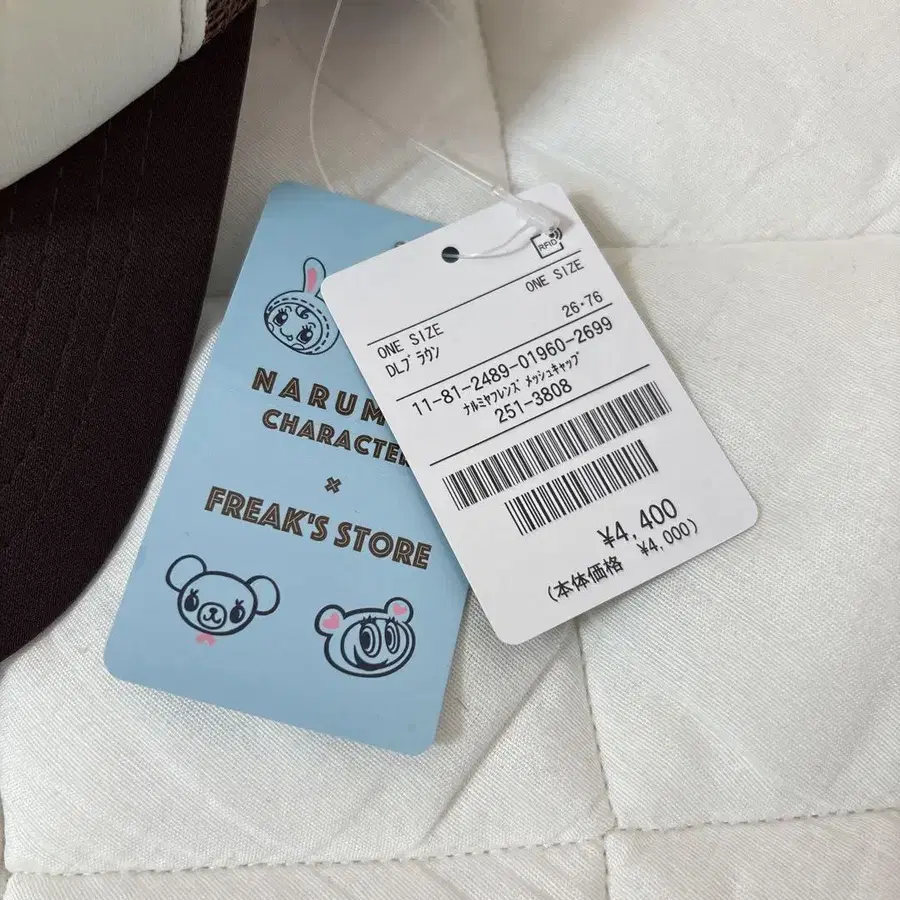 NARUM
CHARACTER
×
FREAK'S STORE
RFID
ONE SIZE
ONE SIZE
26・76
DLブラウン
11-81-2489-01960-2699
ナルミヤフレンズ メッシュキャップ
251-3808
¥4,400
(本体価格 ¥4,000)